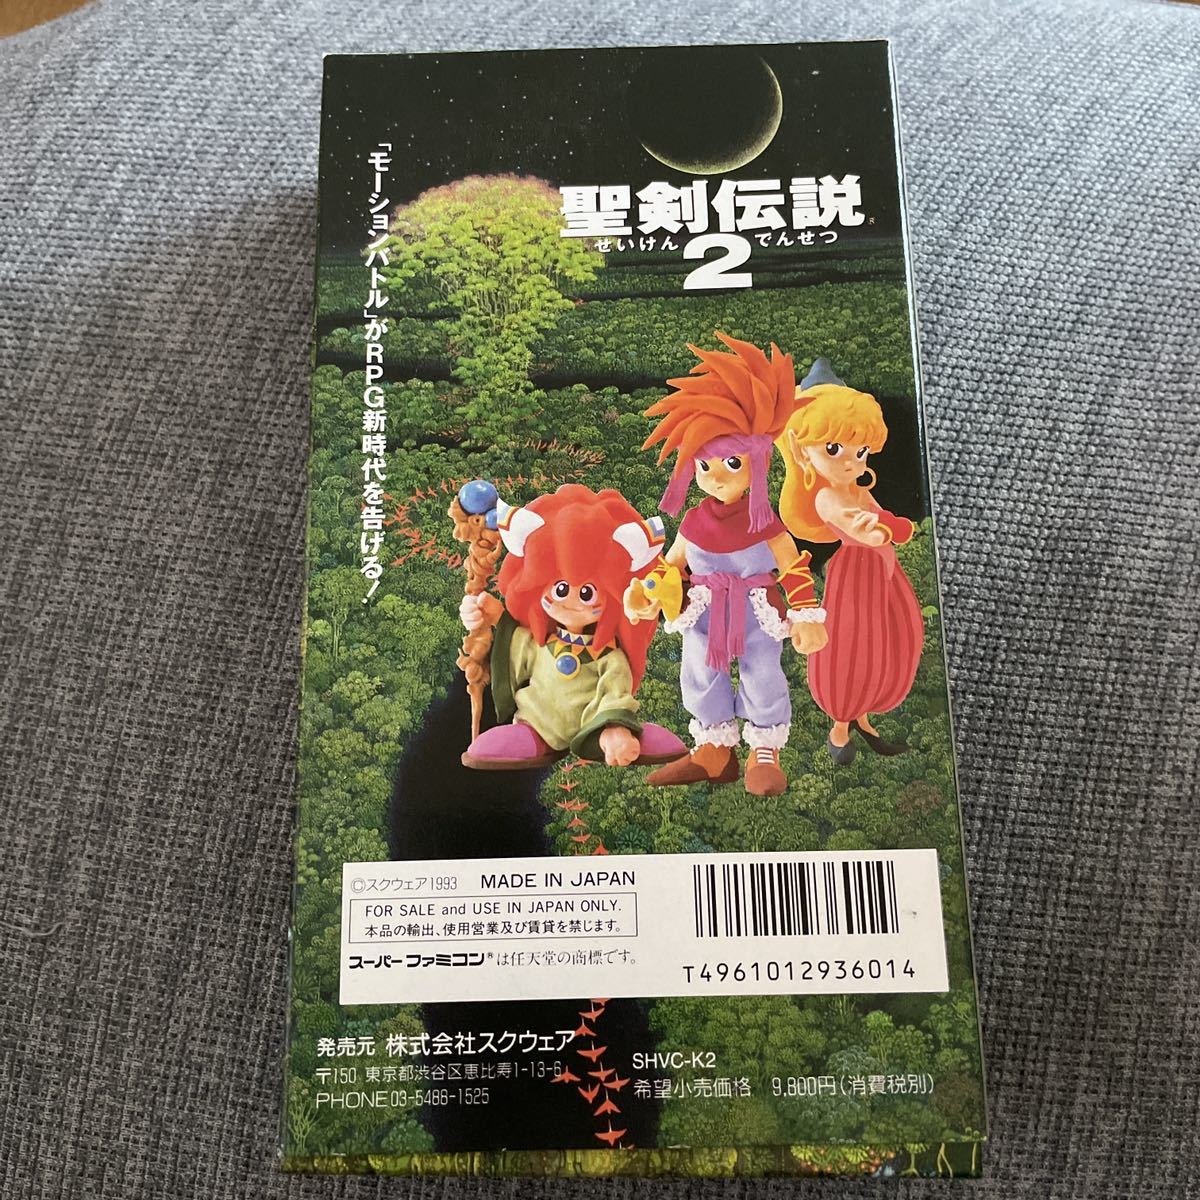 聖剣伝説
せいけん でんせつ
2
「モーションバトル」がRPG新時代を告げる!
©スクウェア1993 MADE IN JAPAN
FOR SALE and USE IN JAPAN ONLY.
本品の輸出、使用営業及び賃貸を禁じます。
スーパーファミコン®は任天堂の商標です。
T4961012936014
発売元 株式会社スクウェア
〒150 東京都渋谷区恵比寿1-13-6
PHONE 03-5488-1525
SHVC-K2
希望小売価格 9,800円(消費税別)